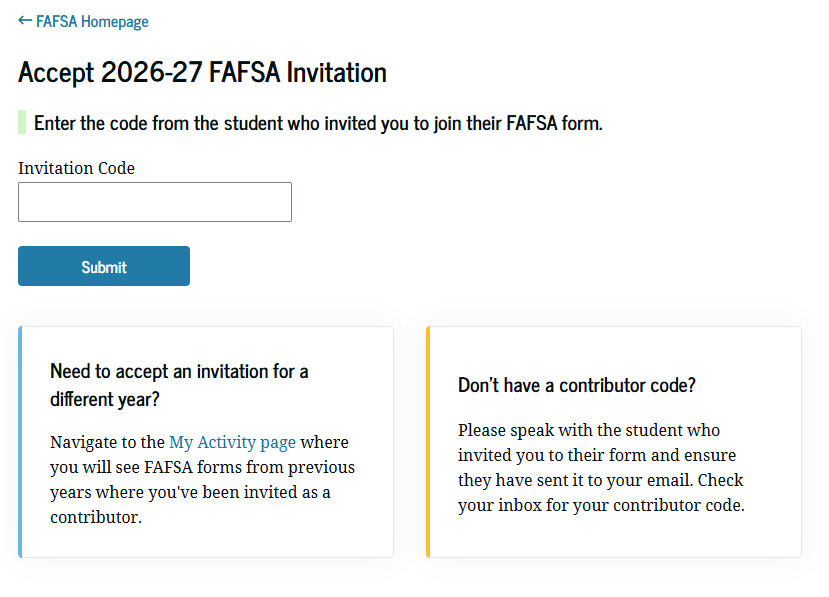 ← FAFSA Homepage
Accept 2026-27 FAFSA Invitation
Enter the code from the student who invited you to join their FAFSA form.
Invitation Code
Submit
Need to accept an invitation for a
different year?
Navigate to the My Activity page where
you will see FAFSA forms from previous
years where you've been invited as a
contributor.
Don't have a contributor code?
Please speak with the student who
invited you to their form and ensure
they have sent it to your email. Check
your inbox for your contributor code.